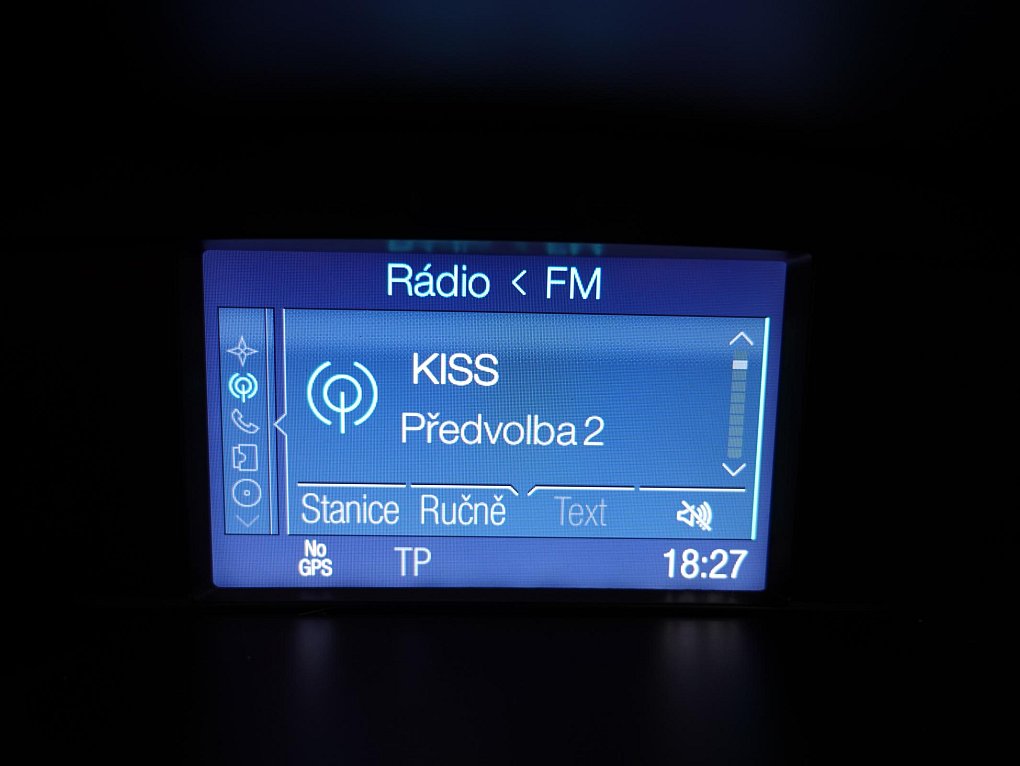 Rádio < FM
KISS
Předvolba 2
Stanice Ručně Text
No
GPS
TP
18:27